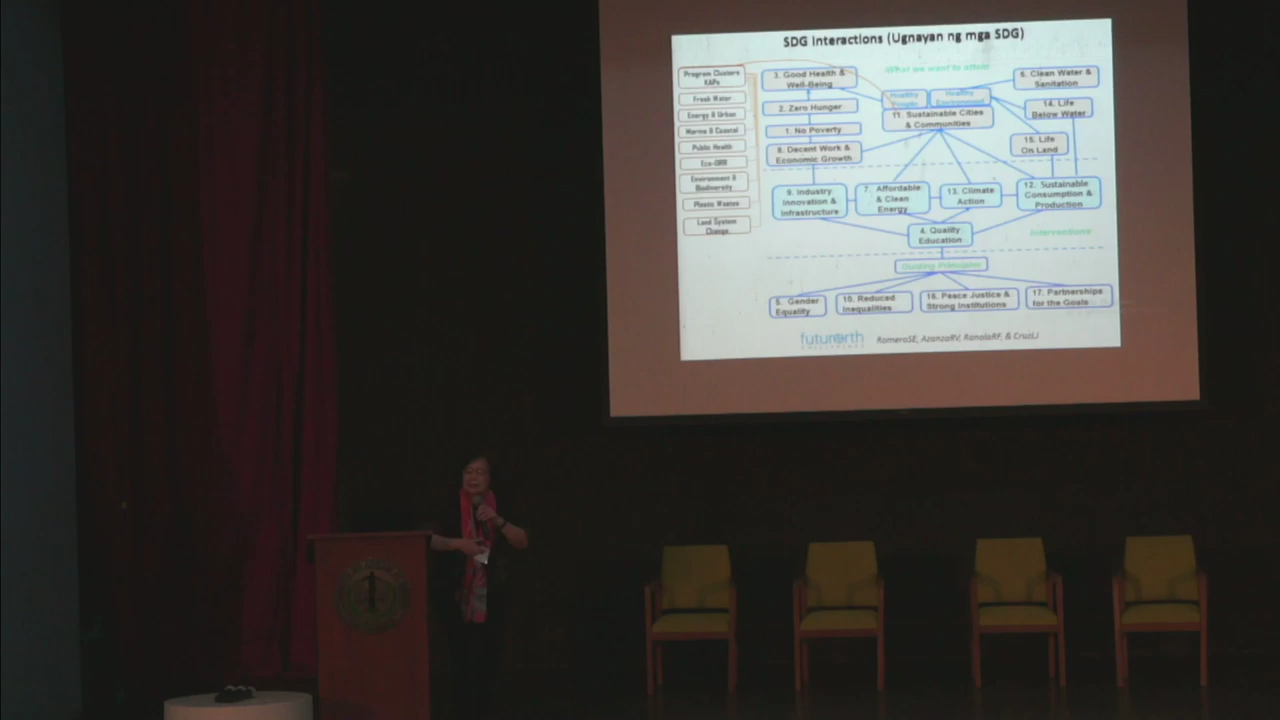 SDG Interactions (Ugnayan ng mga SDG)
Program Clusters
KAPs
Fresh Water
Energy & Urban
Marine & Coastal
Public Health
Eco-DRR
Environment &
Biodiversity
Plastic Wastes
Land System
Change
What we want to attain
3. Good Health &
Well-Being
2. Zero Hunger
1. No Poverty
8. Decent Work &
Economic Growth
Healthy
People
Healthy
Environment
11. Sustainable Cities
& Communities
6. Clean Water &
Sanitation
14. Life
Below Water
15. Life
On Land
9. Industry
Innovation &
Infrastructure
7. Affordable
& Clean
Energy
13. Climate
Action
12. Sustainable
Consumption &
Production
4. Quality
Education
Interventions
Guiding Principles
5. Gender
Equality
10. Reduced
Inequalities
16. Peace Justice &
Strong Institutions
17. Partnerships
for the Goals
futurearth
PHILIPPINES
RomeroSE, AzanzaRV, RanolaRF, & CruzLJ